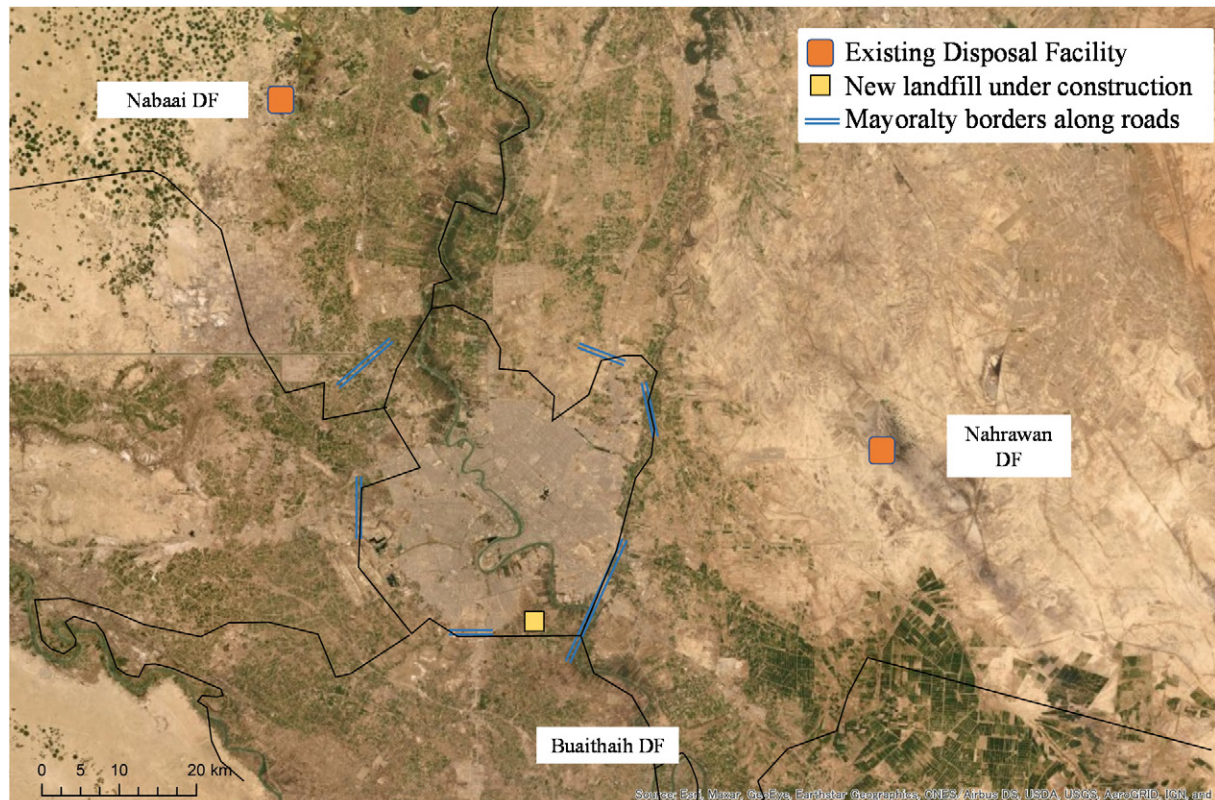 Existing Disposal Facility
New landfill under construction
Mayoralty borders along roads
Nabaai DF
Nahrawan
DF
Buaithaih DF
0 5 10 20 km
Source: Esri, Maxar, GeoEye, Earthstar Geographics, CNES, Airbus DS, USDA, USGS, AeroGRID, IGN, and